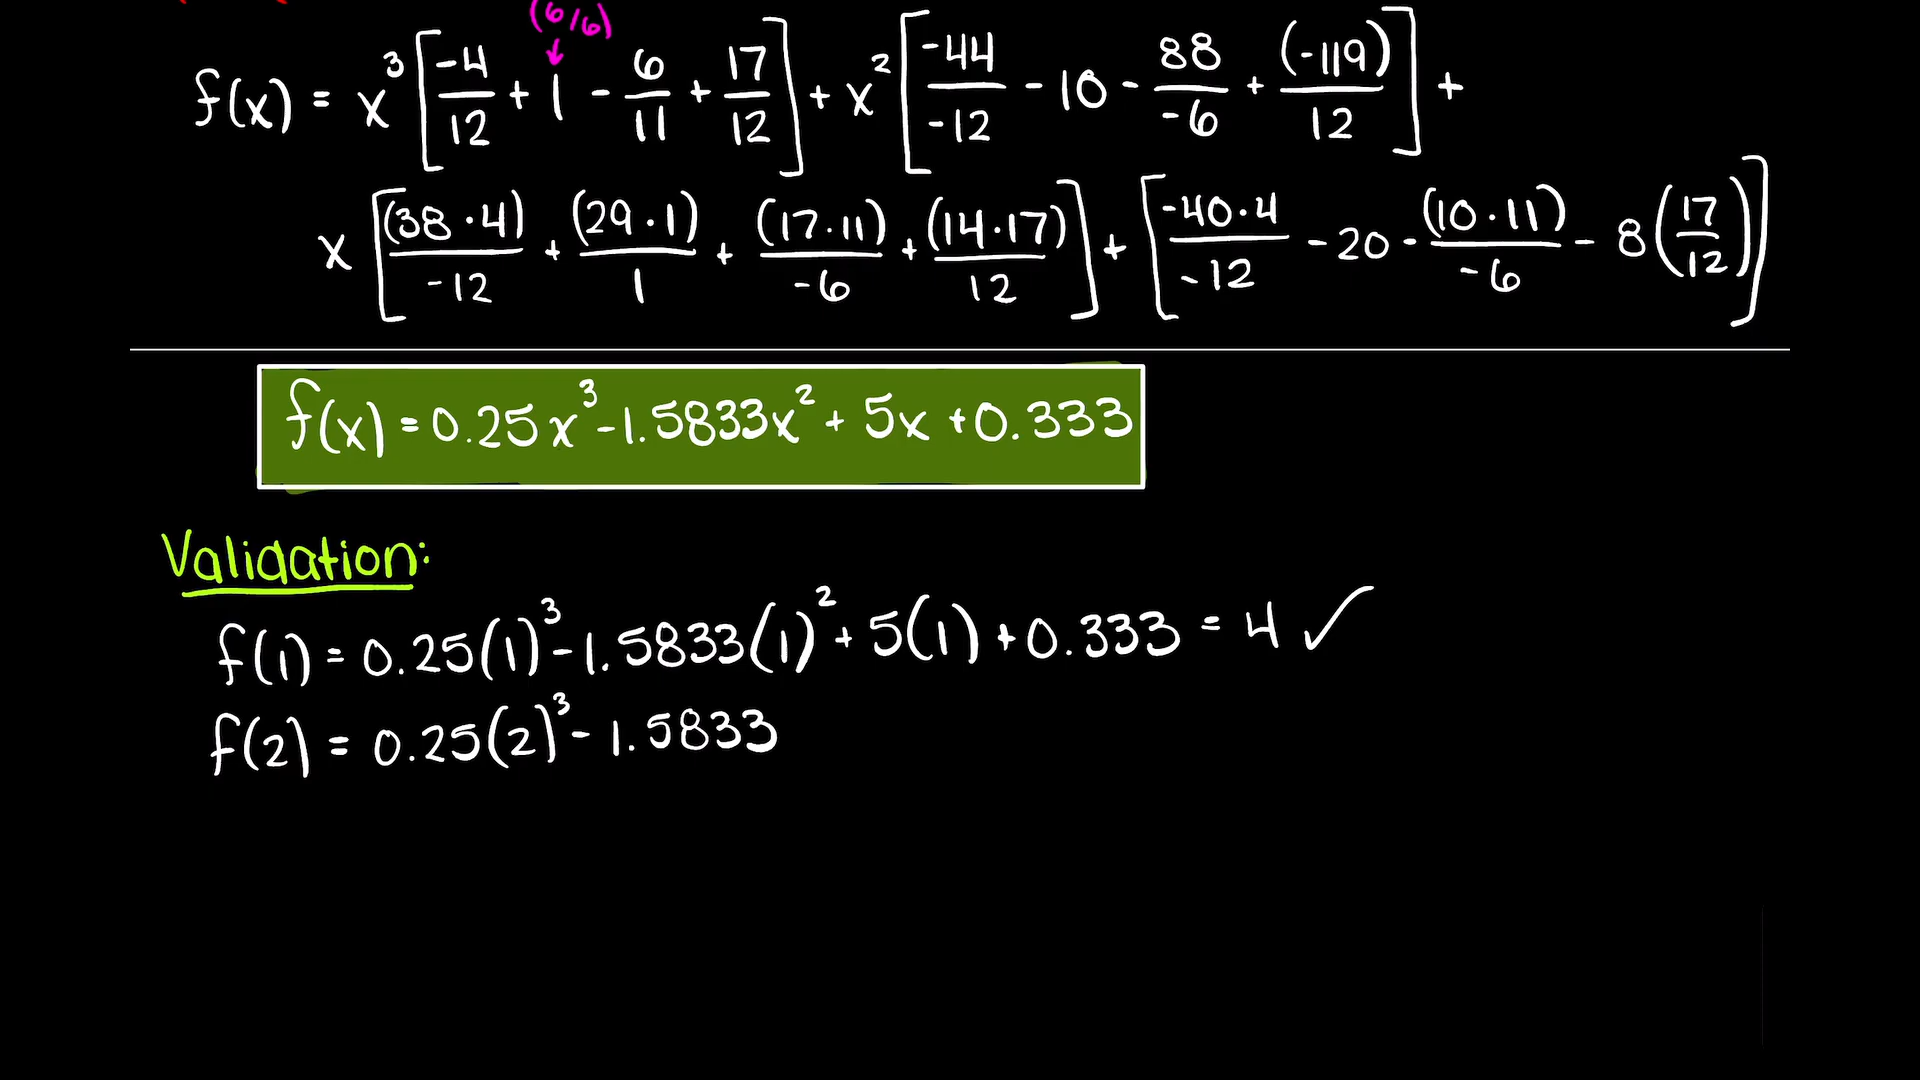 (6/6)
f(x) = x³[-4/12 + 1 - 6/11 + 17/12] + x²[-44/-12 - 10 - 88/-6 + (-119)/12] +
x[(38·4)/-12 + (29·1)/1 + (17·11)/-6 + (14·17)/12] + [-40·4/-12 - 20 - (10·11)/-6 - 8(17/12)]
f(x) = 0.25x³ - 1.5833x² + 5x + 0.333
Validation:
f(1) = 0.25(1)³ - 1.5833(1)² + 5(1) + 0.333 = 4 ✓
f(2) = 0.25(2)³ - 1.5833